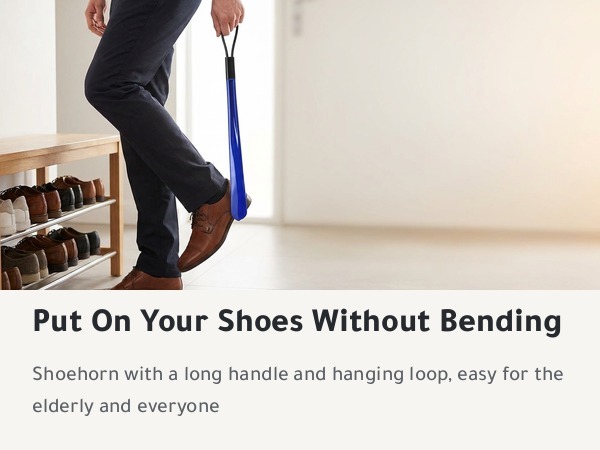 Put On Your Shoes Without Bending
Shoehorn with a long handle and hanging loop, easy for the
elderly and everyone